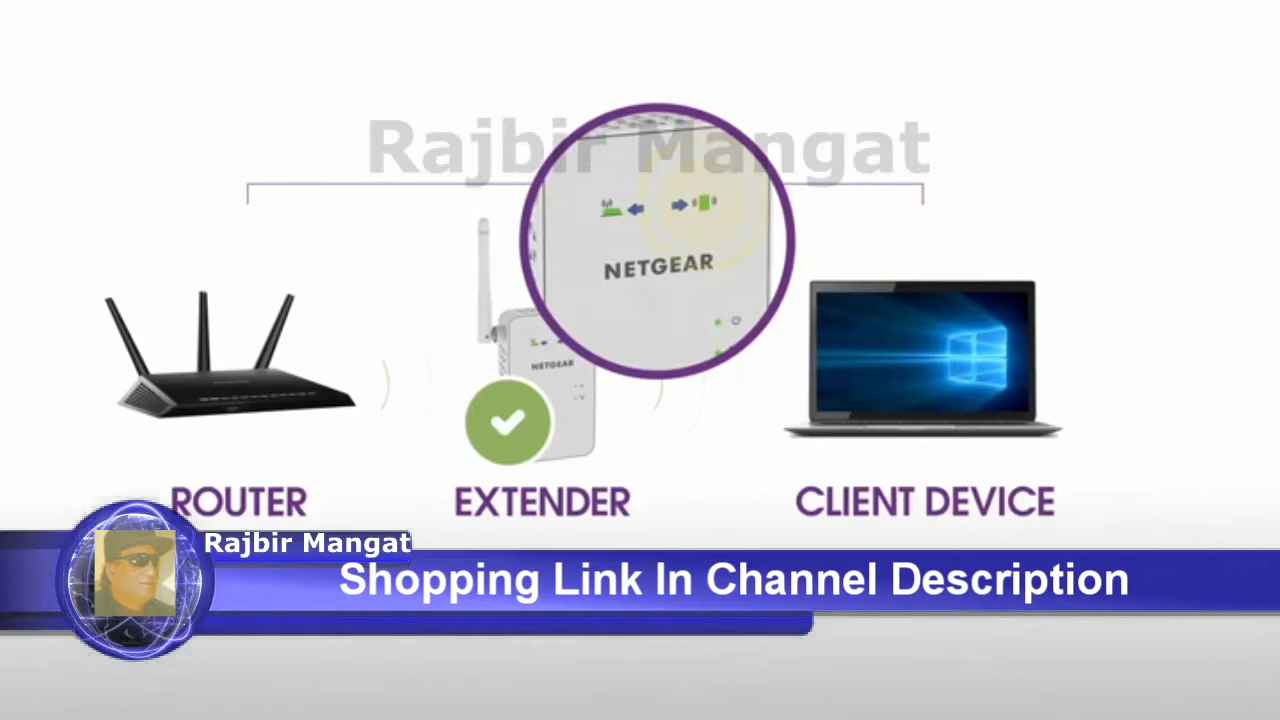 Rajbir Mangat
NETGEAR
NETGEAR
ROUTER
EXTENDER
CLIENT DEVICE
Rajbir Mangat
Shopping Link In Channel Description